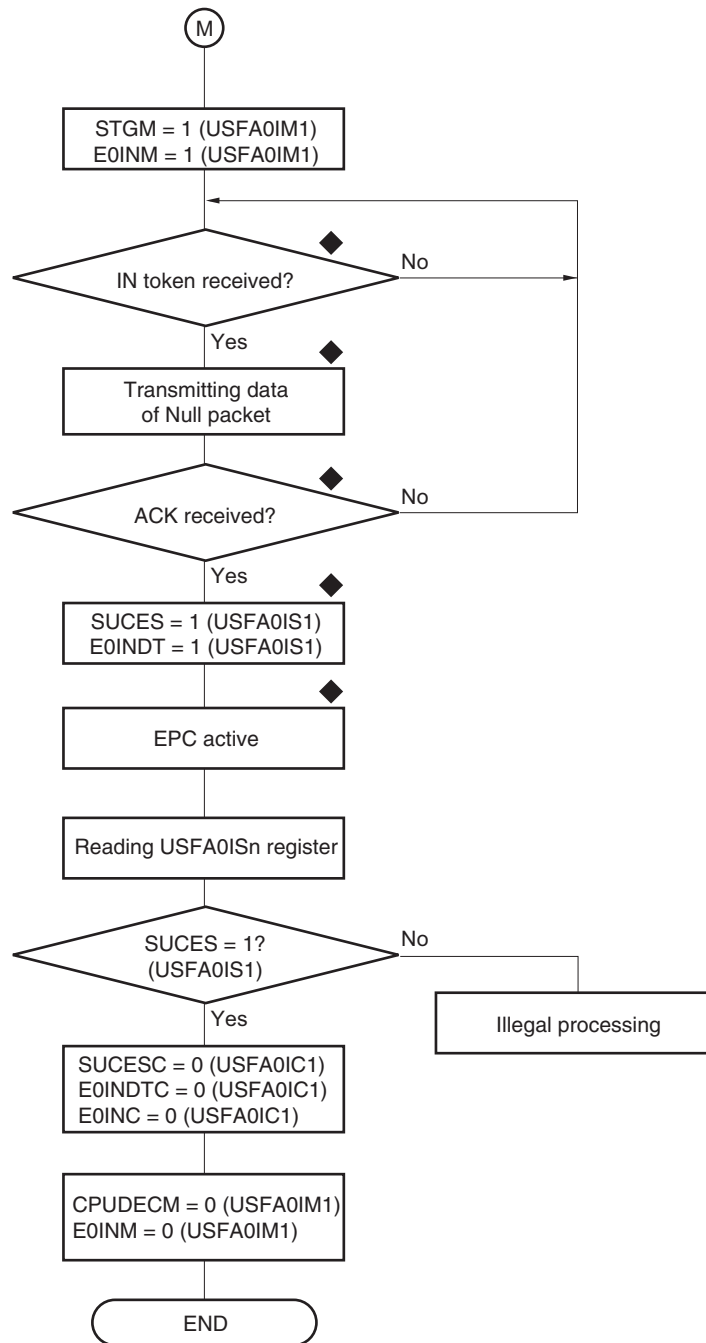 M
STGM = 1 (USFA0IM1)
E0INM = 1 (USFA0IM1)
IN token received?
No
Yes
Transmitting data
of Null packet
ACK received?
No
Yes
SUCES = 1 (USFA0IS1)
E0INDT = 1 (USFA0IS1)
EPC active
Reading USFA0ISn register
SUCES = 1?
(USFA0IS1)
No
Illegal processing
Yes
SUCESC = 0 (USFA0IC1)
E0INDTC = 0 (USFA0IC1)
E0INC = 0 (USFA0IC1)
CPUDECM = 0 (USFA0IM1)
E0INM = 0 (USFA0IM1)
END